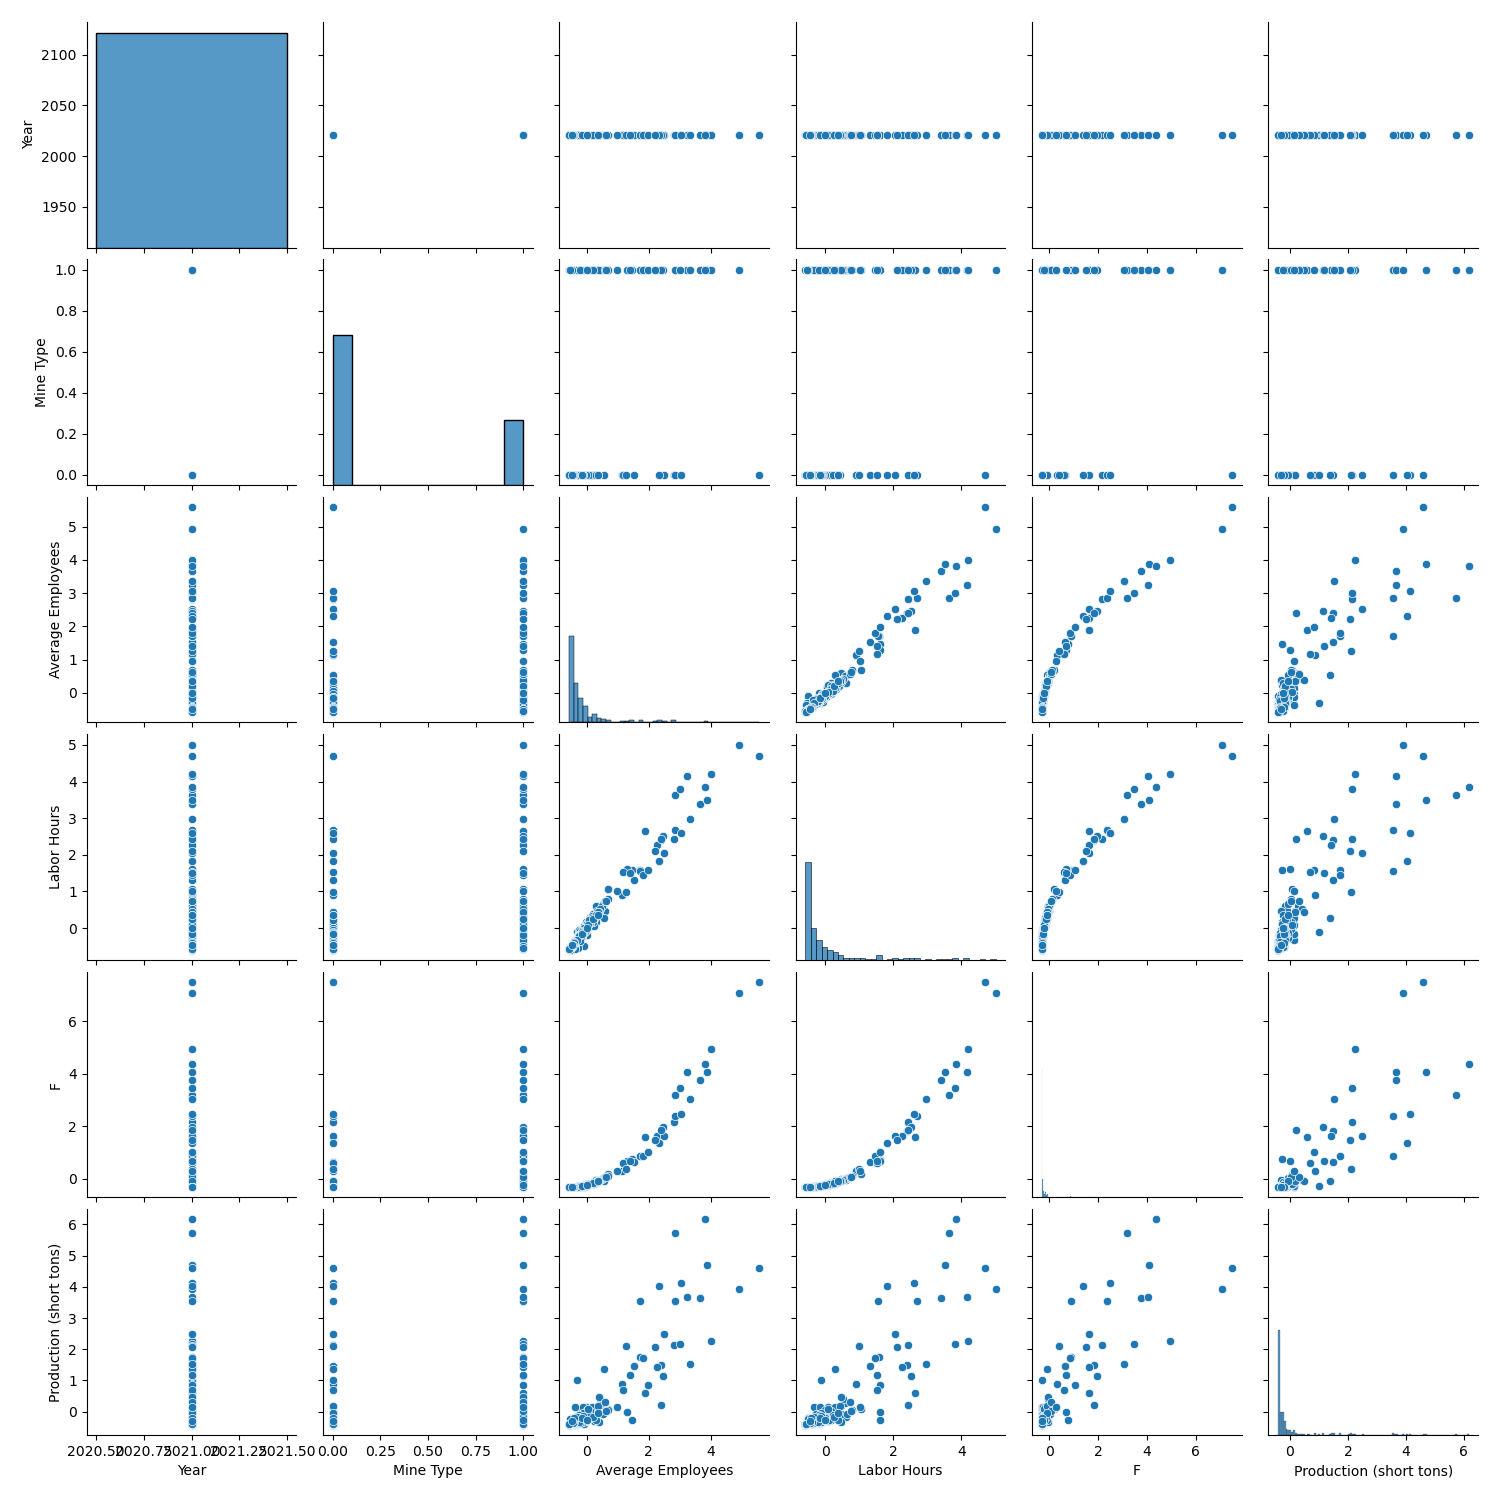 2100
2050
2000
1950
Year
1.0
0.8
0.6
0.4
0.2
0.0
Mine Type
5
4
3
2
1
0
Average Employees
5
4
3
2
1
0
Labor Hours
6
4
2
0
F
6
5
4
3
2
1
0
Production (short tons)
2020.50 2020.75 2021.00 2021.25 2021.50
0.00 0.25 0.50 0.75 1.00
0 2 4
0 2 4
0 2 4 6
0 2 4 6
Year
Mine Type
Average Employees
Labor Hours
F
Production (short tons)